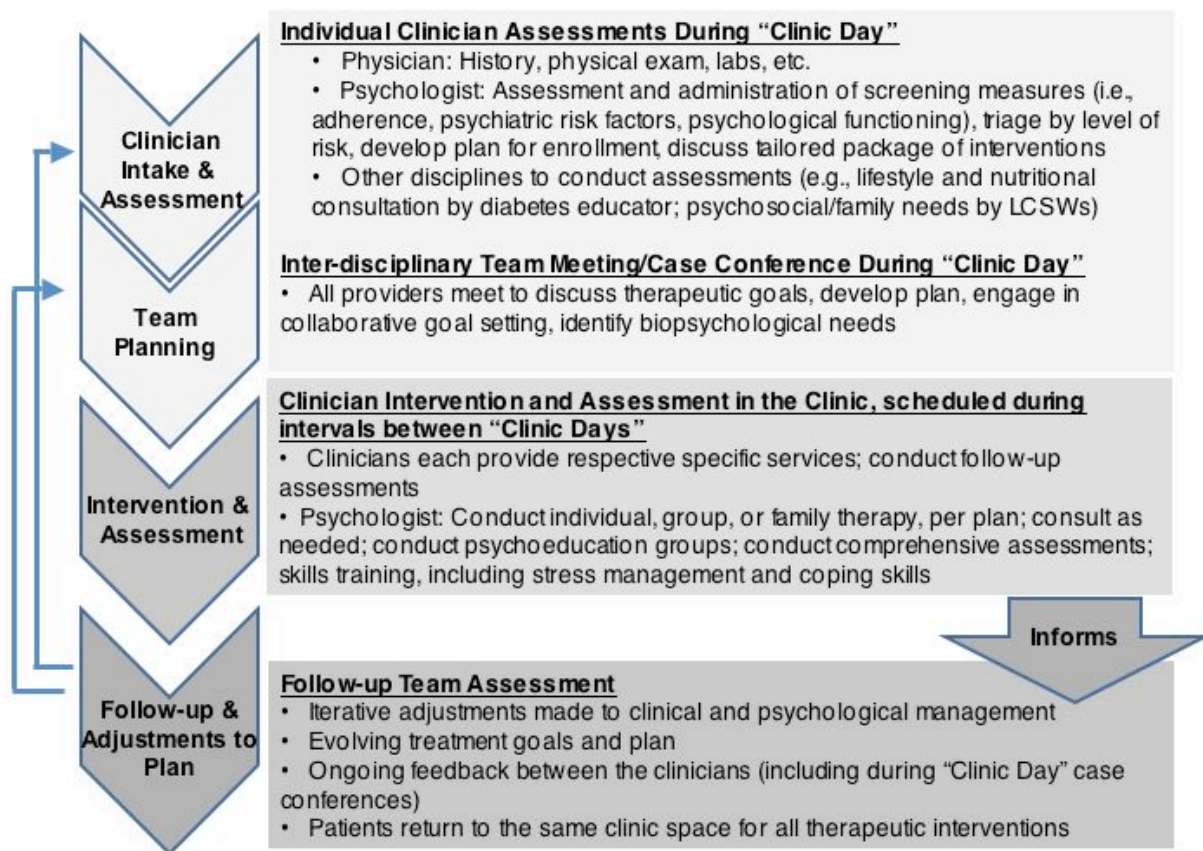 Individual Clinician Assessments During “Clinic Day”
• Physician: History, physical exam, labs, etc.
• Psychologist: Assessment and administration of screening measures (i.e.,
adherence, psychiatric risk factors, psychological functioning), triage by level of
risk, develop plan for enrollment, discuss tailored package of interventions
• Other disciplines to conduct assessments (e.g., lifestyle and nutritional
consultation by diabetes educator; psychosocial/family needs by LCSWs)
Clinician
Intake &
Assessment
Inter-disciplinary Team Meeting/Case Conference During “Clinic Day”
• All providers meet to discuss therapeutic goals, develop plan, engage in
collaborative goal setting, identify biopsychological needs
Team
Planning
Clinician Intervention and Assessment in the Clinic, scheduled during
intervals between “Clinic Days”
• Clinicians each provide respective specific services; conduct follow-up
assessments
• Psychologist: Conduct individual, group, or family therapy, per plan; consult as
needed; conduct psychoeducation groups; conduct comprehensive assessments;
skills training, including stress management and coping skills
Intervention &
Assessment
Informs
Follow-up Team Assessment
• Iterative adjustments made to clinical and psychological management
• Evolving treatment goals and plan
• Ongoing feedback between the clinicians (including during “Clinic Day” case
conferences)
• Patients return to the same clinic space for all therapeutic interventions
Follow-up &
Adjustments to
Plan